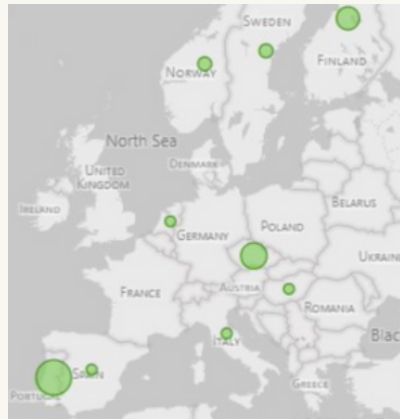 SWEDEN
FINLAND
NORWAY
North Sea
DENMARK
UNITED
KINGDOM
IRELAND
BELARUS
POLAND
GERMANY
UKRAIN
AUSTRIA
FRANCE
ROMANIA
Black
ITALY
SPAIN
PORTUGAL
GREECE